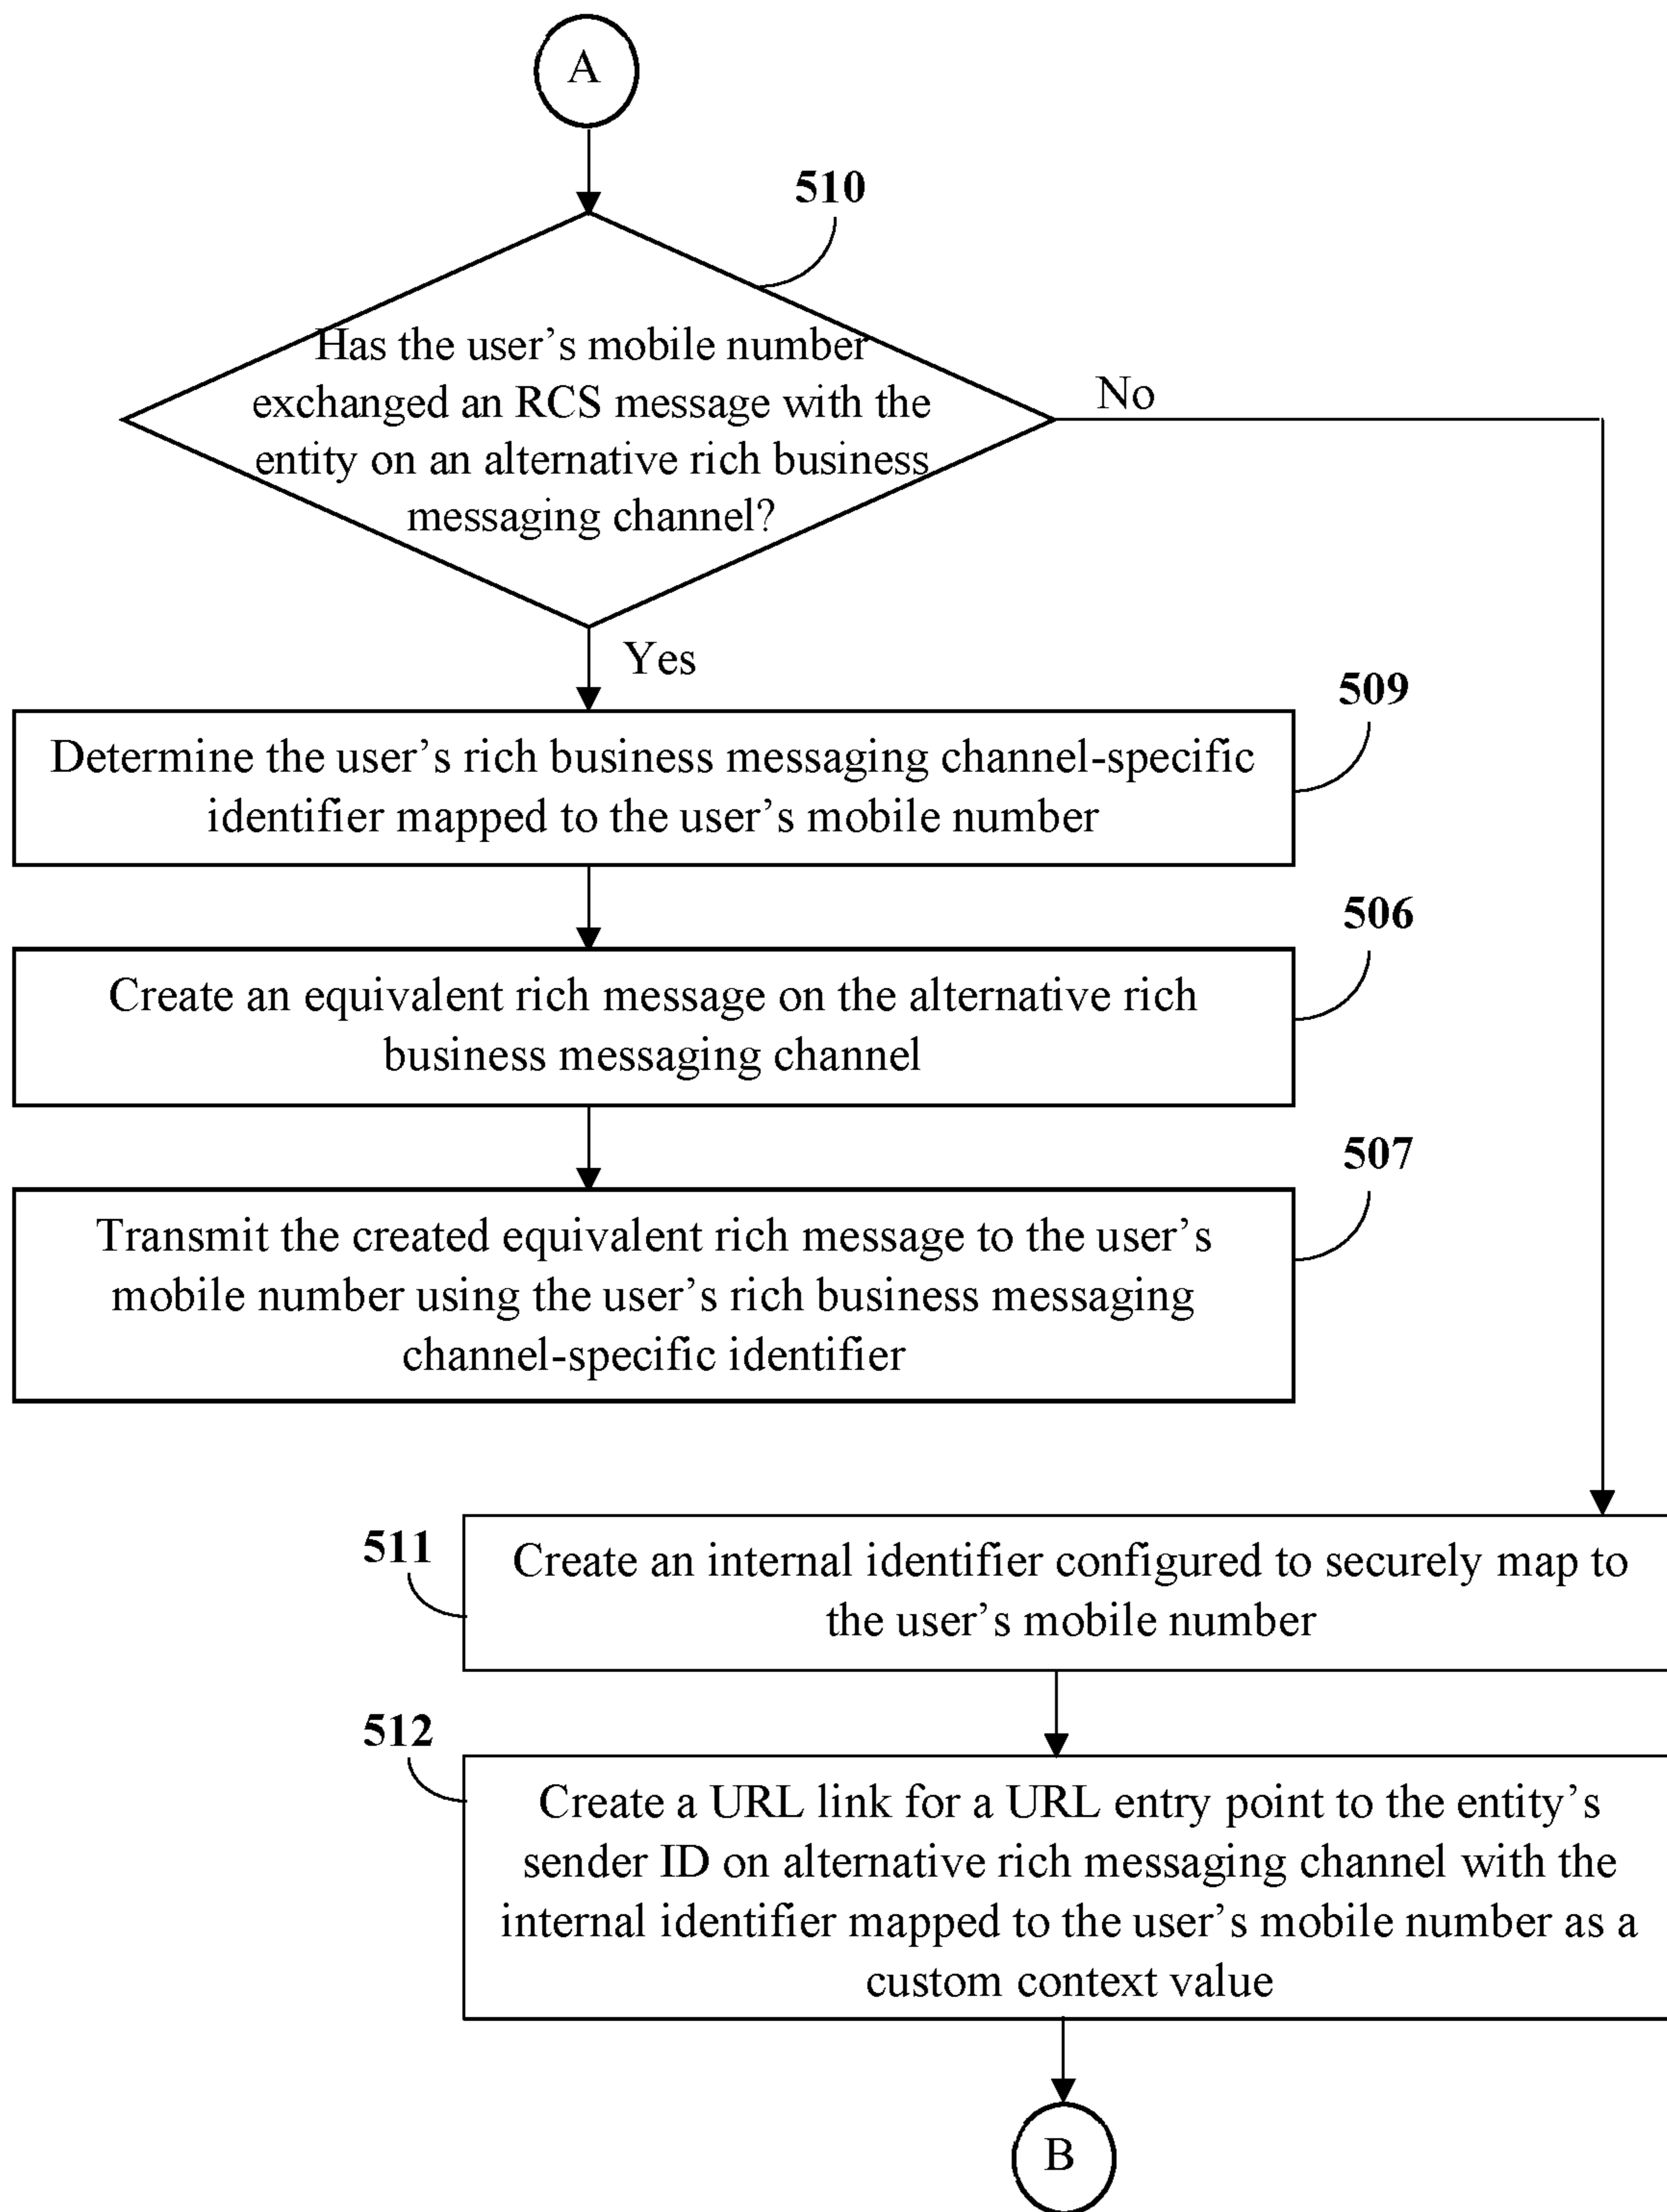 A
510
Has the user’s mobile number
exchanged an RCS message with the
entity on an alternative rich business
messaging channel?
No
Yes
509
Determine the user’s rich business messaging channel-specific
identifier mapped to the user’s mobile number
506
Create an equivalent rich message on the alternative rich
business messaging channel
507
Transmit the created equivalent rich message to the user’s
mobile number using the user’s rich business messaging
channel-specific identifier
511
Create an internal identifier configured to securely map to
the user’s mobile number
512
Create a URL link for a URL entry point to the entity’s
sender ID on alternative rich messaging channel with the
internal identifier mapped to the user’s mobile number as a
custom context value
B